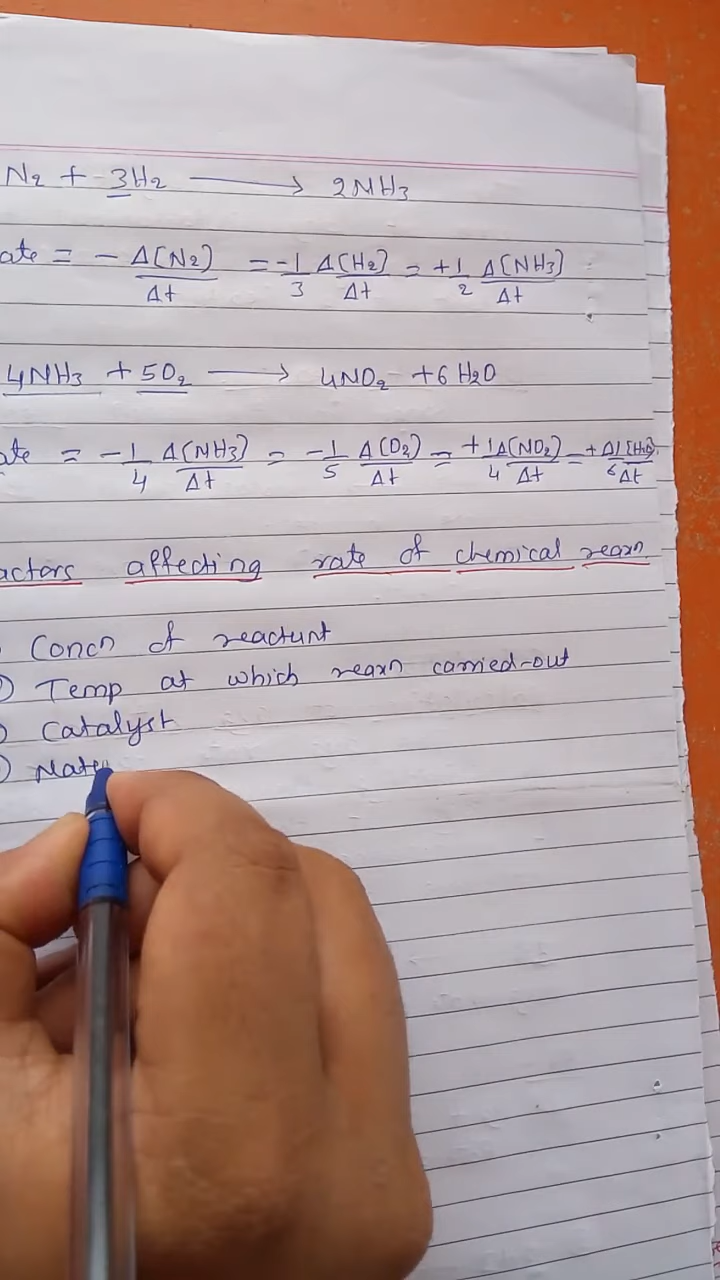 N2 + 3H2 ⟶ 2NH3
ate = - Δ[N2]/Δt = -1/3 Δ[H2]/Δt = +1/2 Δ[NH3]/Δt
4NH3 + 5O2 ⟶ 4NO2 + 6H2O
ate = -1/4 Δ[NH3]/Δt = -1/5 Δ[O2]/Δt = +1/4 Δ[NO2]/Δt =
actors affecting rate of chemical reaxn
Concn of reactant
Temp at which reaxn carried-out
Catalyst
Nate